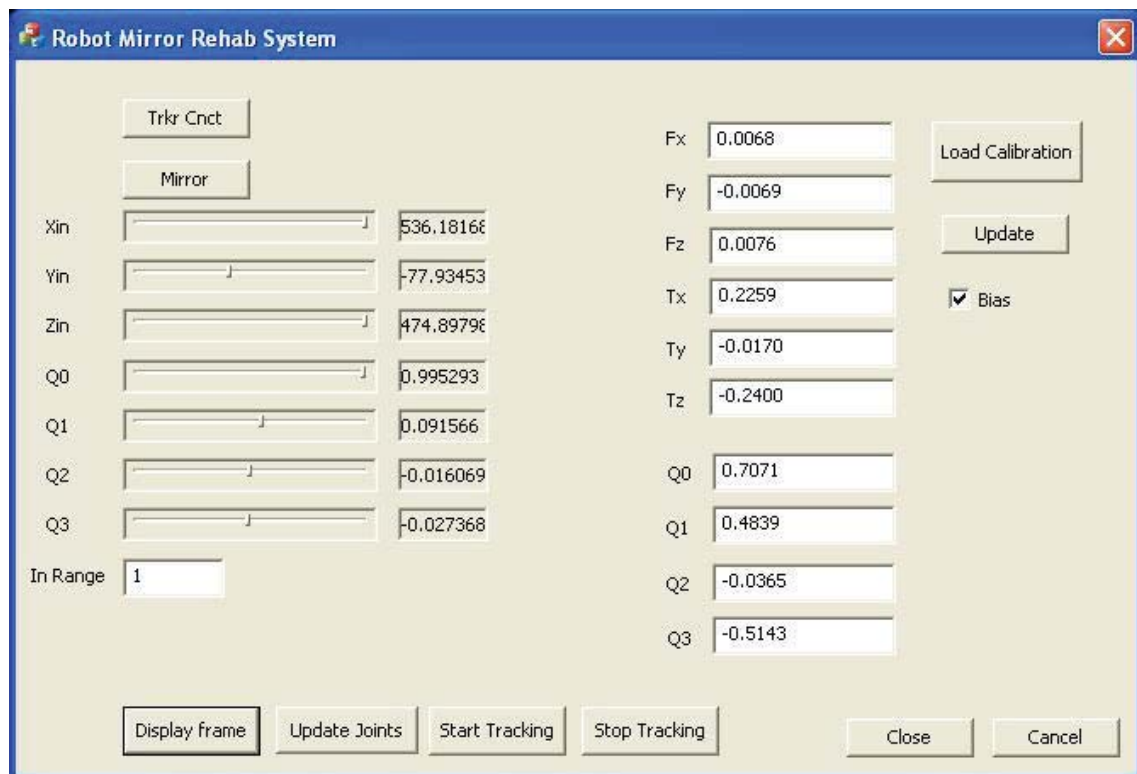 Robot Mirror Rehab System
Trkr Cnct
Mirror
Xin 536.18168
Yin -77.93453
Zin 474.89798
Q0 0.995293
Q1 0.091566
Q2 -0.016069
Q3 -0.027368
In Range 1
Fx 0.0068
Fy -0.0069
Fz 0.0076
Tx 0.2259
Ty -0.0170
Tz -0.2400
Q0 0.7071
Q1 0.4839
Q2 -0.0365
Q3 -0.5143
Load Calibration
Update
Bias
Display frame Update Joints Start Tracking Stop Tracking Close Cancel